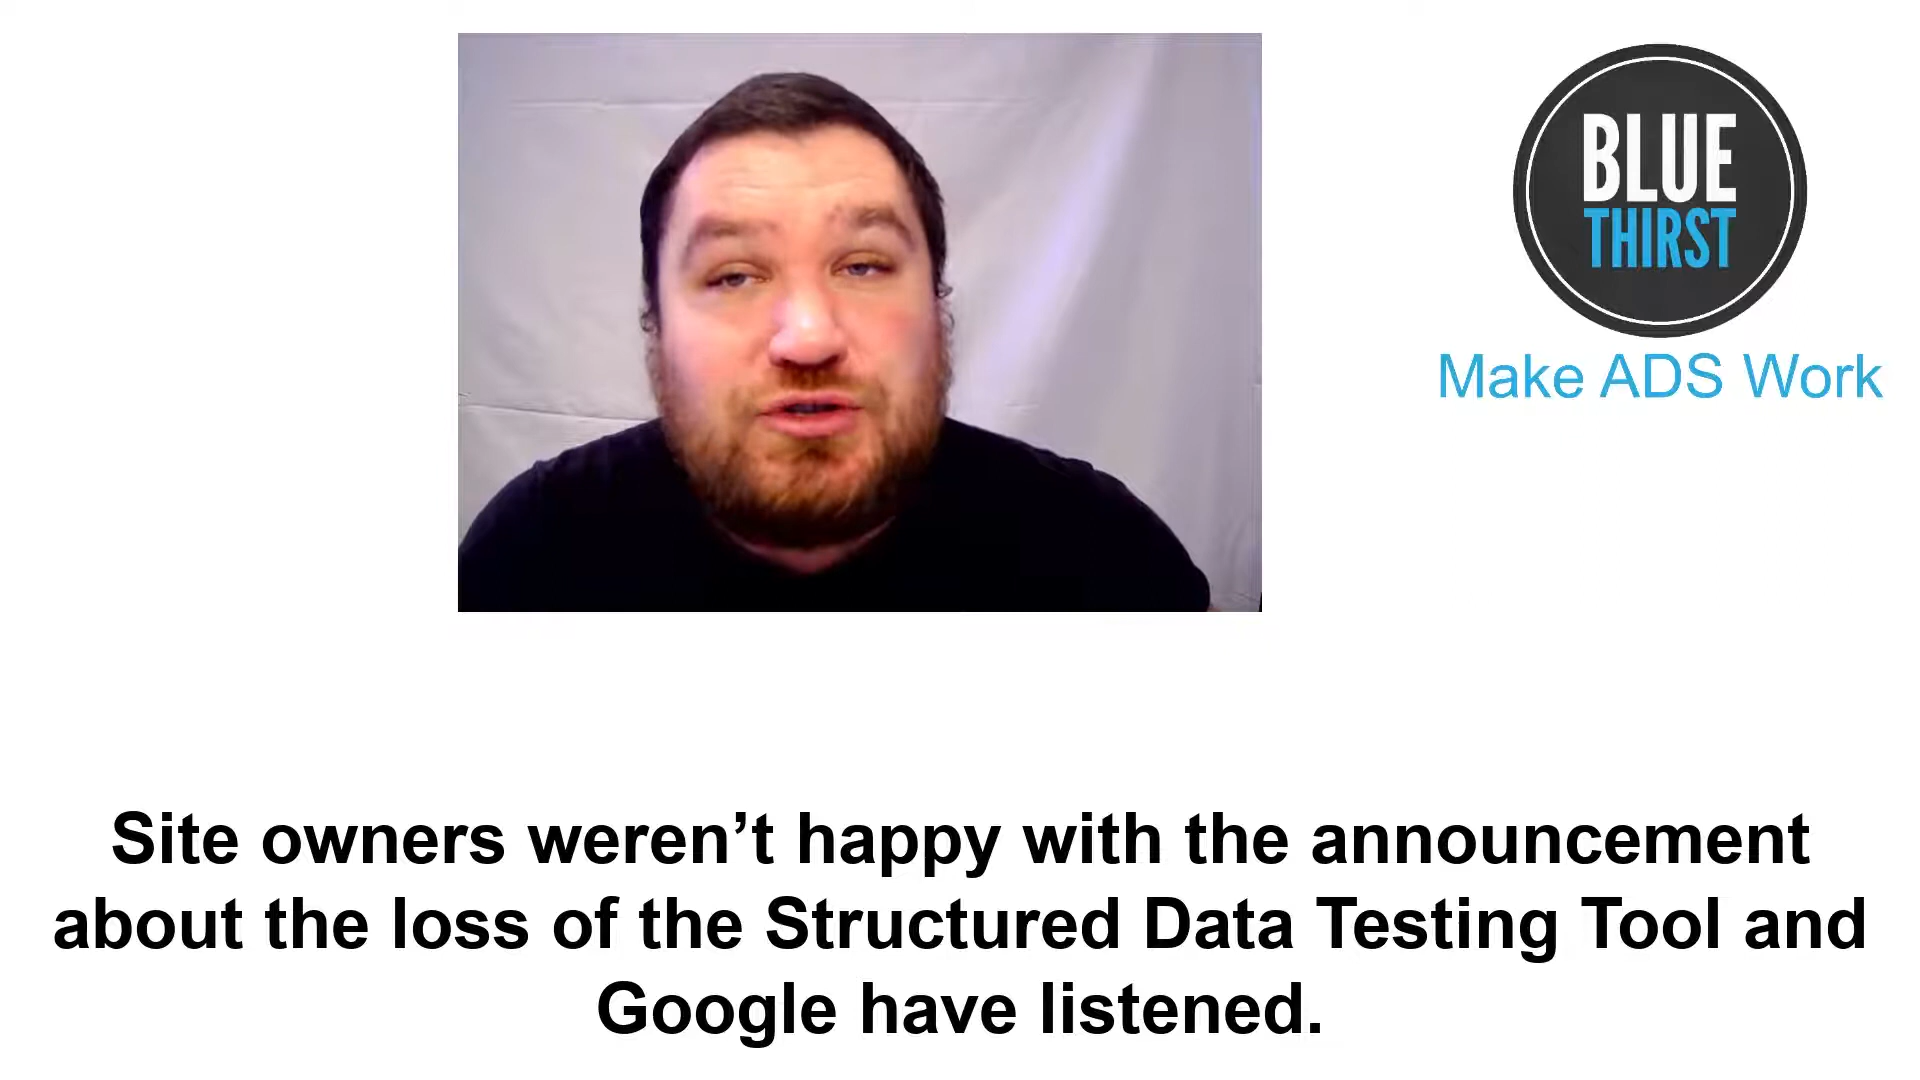 BLUE
THIRST
Make ADS Work
Site owners weren’t happy with the announcement
about the loss of the Structured Data Testing Tool and
Google have listened.